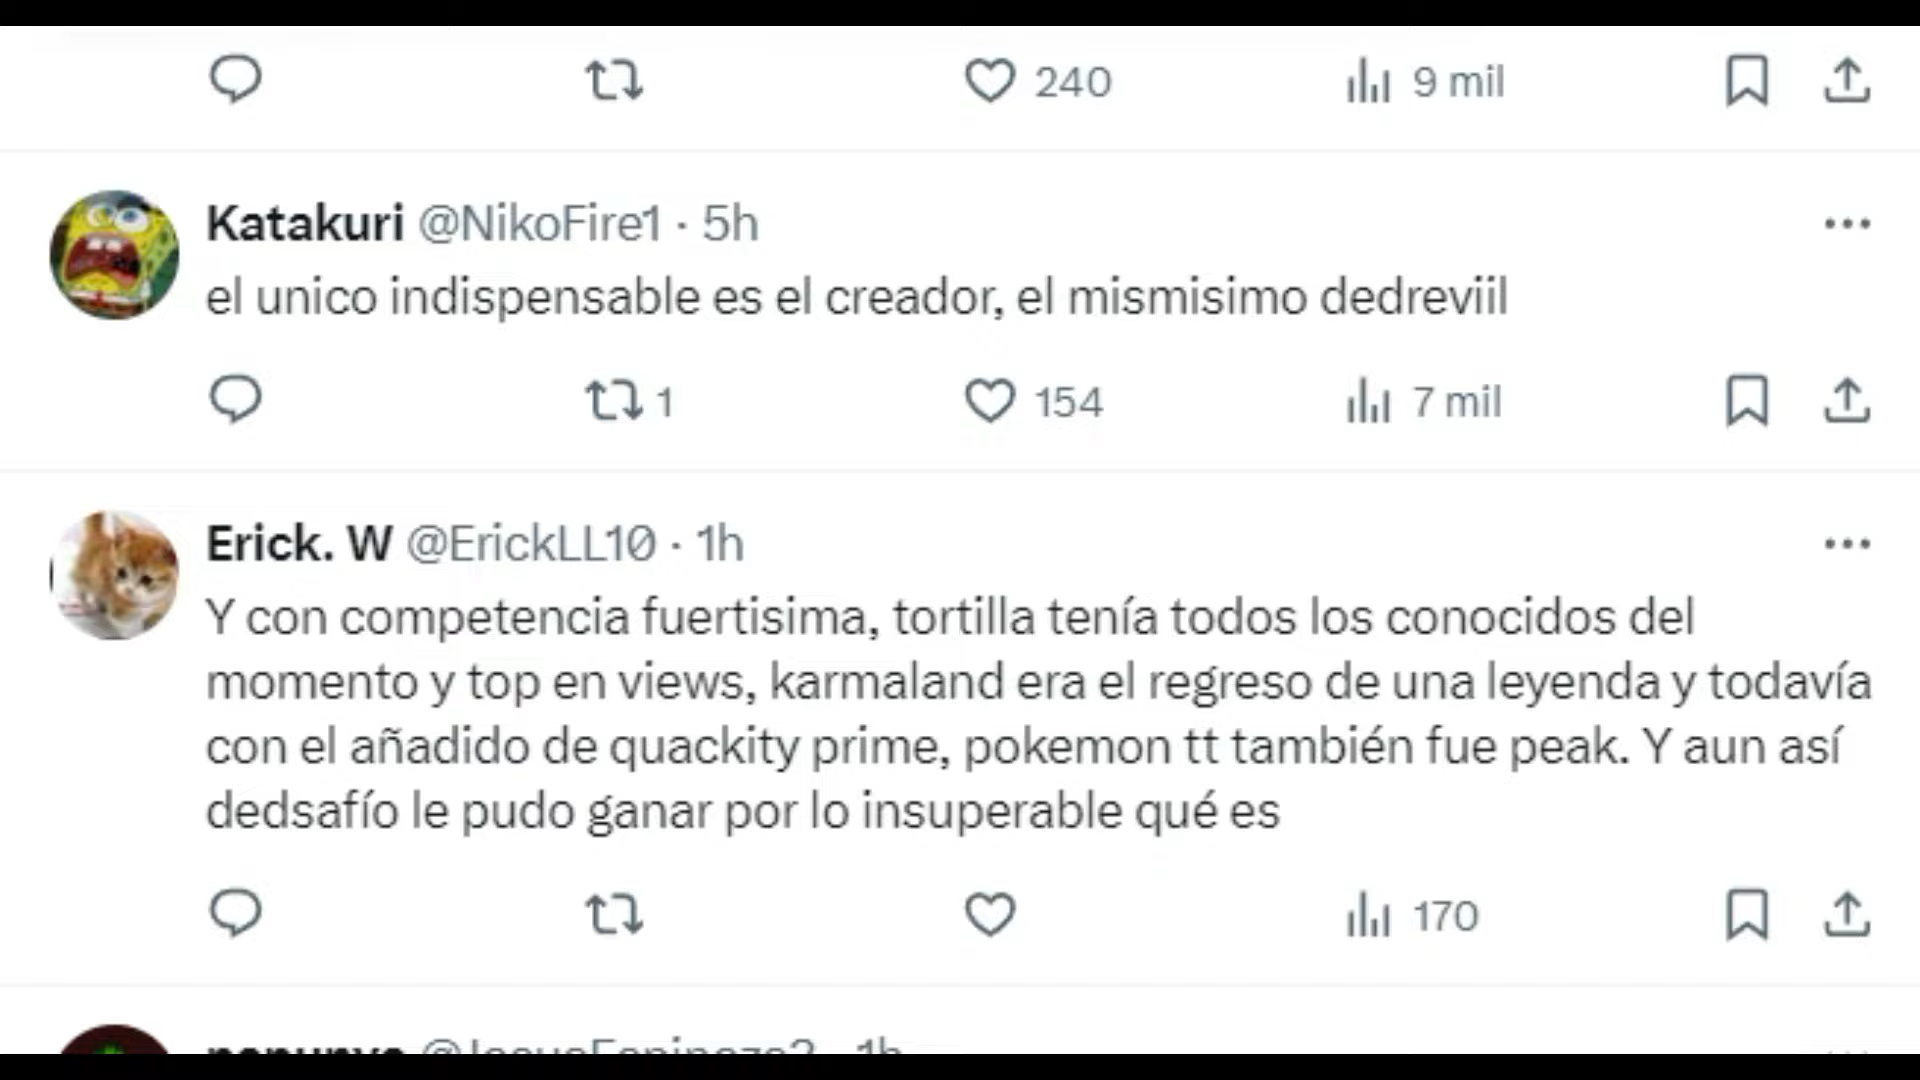 240 9 mil
Katakuri @NikoFire1 · 5h
el unico indispensable es el creador, el mismisimo dedreviil
1 154 7 mil
Erick. W @ErickLL10 · 1h
Y con competencia fuertisima, tortilla tenía todos los conocidos del
momento y top en views, karmaland era el regreso de una leyenda y todavía
con el añadido de quackity prime, pokemon tt también fue peak. Y aun así
dedsafío le pudo ganar por lo insuperable qué es
170
1h